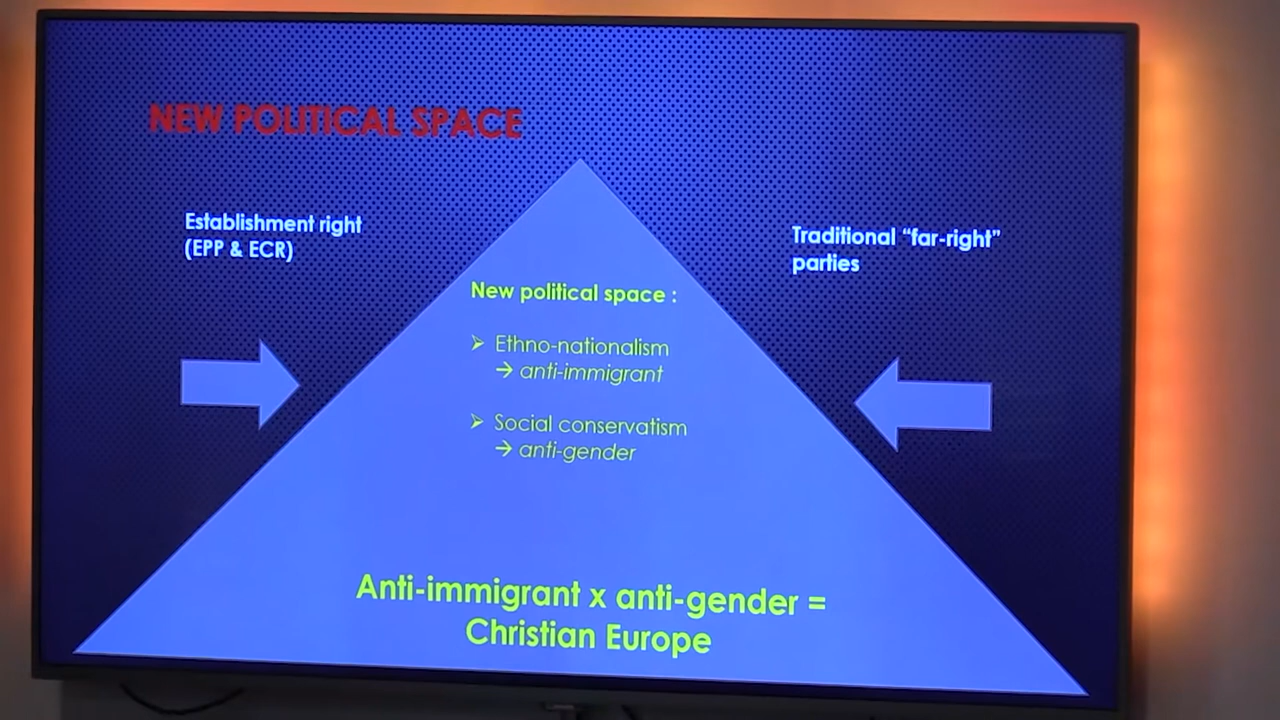 NEW POLITICAL SPACE
Establishment right
(EPP & ECR)
Traditional “far-right”
parties
New political space :
➢ Ethno-nationalism
→ anti-immigrant
➢ Social conservatism
→ anti-gender
Anti-immigrant x anti-gender =
Christian Europe